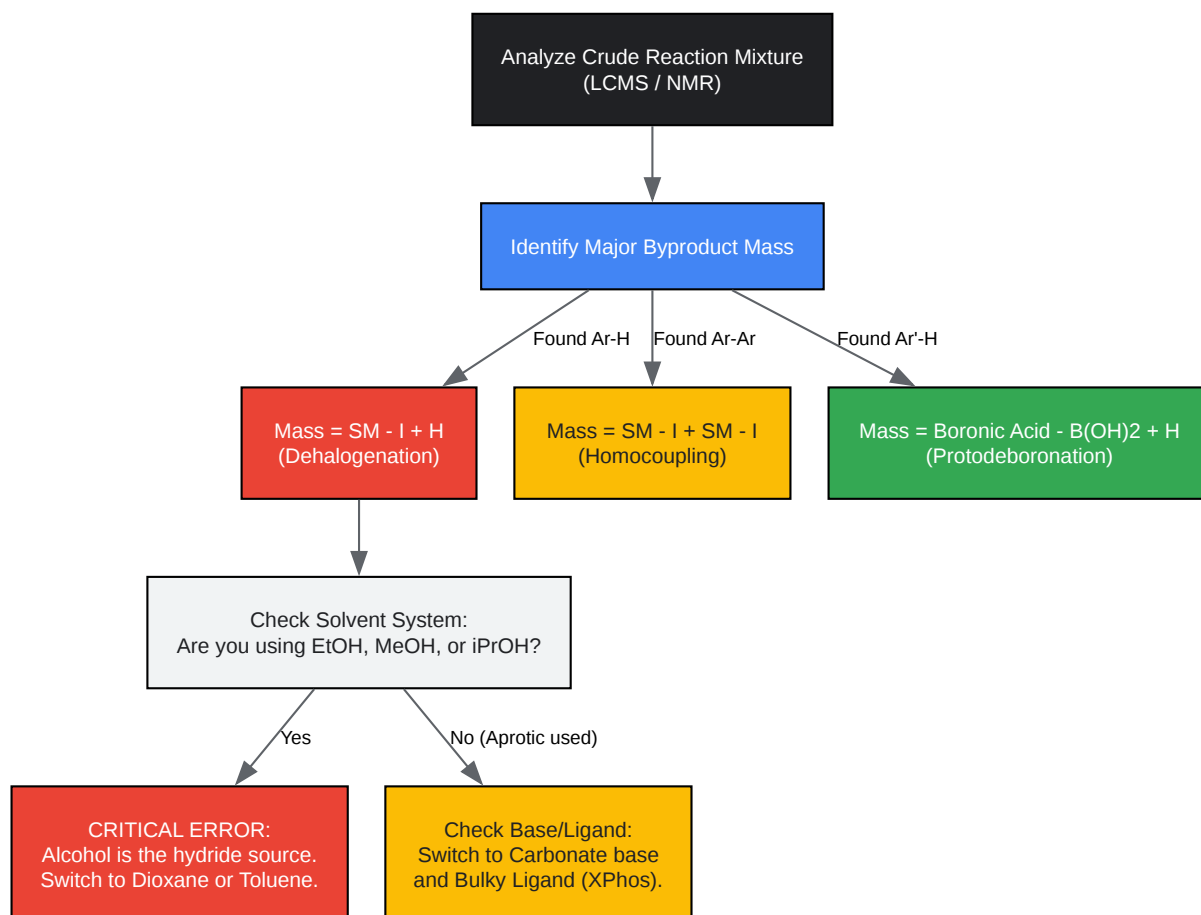 Analyze Crude Reaction Mixture
(LCMS / NMR)
Identify Major Byproduct Mass
Found Ar-H
Found Ar-Ar
Found Ar'-H
Mass = SM - I + H
(Dehalogenation)
Mass = SM - I + SM - I
(Homocoupling)
Mass = Boronic Acid - B(OH)2 + H
(Protodeboronation)
Check Solvent System:
Are you using EtOH, MeOH, or iPrOH?
Yes
No (Aprotic used)
CRITICAL ERROR:
Alcohol is the hydride source.
Switch to Dioxane or Toluene.
Check Base/Ligand:
Switch to Carbonate base
and Bulky Ligand (XPhos).